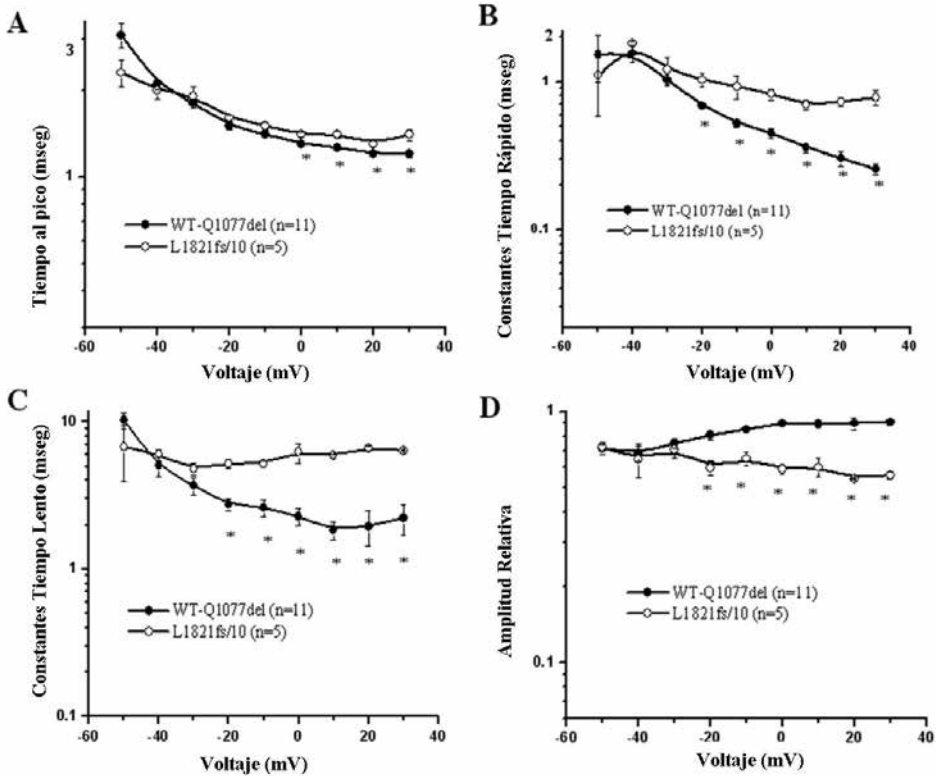 A
Tiempo al pico (mseg)
3
1
WT-Q1077del (n=11)
L1821fs/10 (n=5)
* * * *
-60 -40 -20 0 20 40
Voltaje (mV)
B
Constantes Tiempo Rápido (mseg)
2
1
0.1
* * * * * *
WT-Q1077del (n=11)
L1821fs/10 (n=5)
-60 -40 -20 0 20 40
Voltaje (mV)
C
Constantes Tiempo Lento (mseg)
10
1
0.1
* * * * * *
WT-Q1077del (n=11)
L1821fs/10 (n=5)
-60 -40 -20 0 20 40
Voltaje (mV)
D
Amplitud Relativa
1
0.1
* * * * * *
WT-Q1077del (n=11)
L1821fs/10 (n=5)
-60 -40 -20 0 20 40
Voltaje (mV)